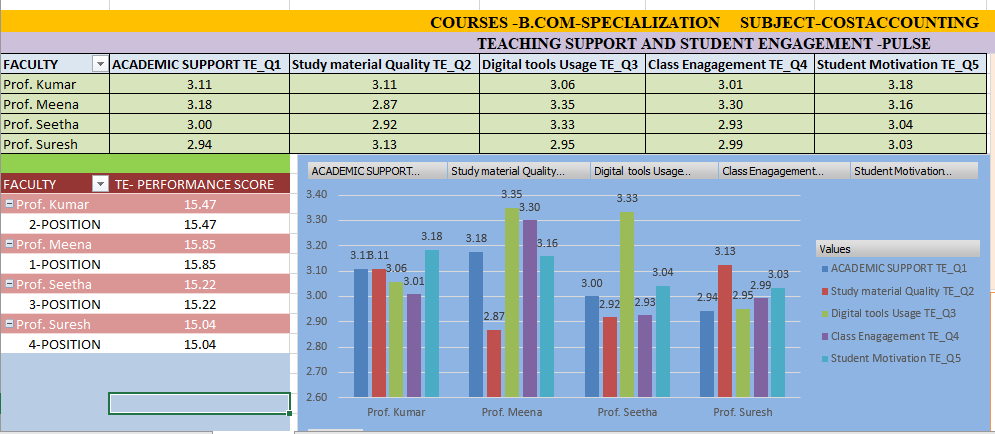 COURSES -B.COM-SPECIALIZATION SUBJECT-COSTACCOUNTING
TEACHING SUPPORT AND STUDENT ENGAGEMENT -PULSE
FACULTY ACADEMIC SUPPORT TE_Q1 Study material Quality TE_Q2 Digital tools Usage TE_Q3 Class Enagagement TE_Q4 Student Motivation TE_Q5
Prof. Kumar 3.11 3.11 3.06 3.01 3.18
Prof. Meena 3.18 2.87 3.35 3.30 3.16
Prof. Seetha 3.00 2.92 3.33 2.93 3.04
Prof. Suresh 2.94 3.13 2.95 2.99 3.03
FACULTY TE- PERFORMANCE SCORE
Prof. Kumar 15.47
2-POSITION 15.47
Prof. Meena 15.85
1-POSITION 15.85
Prof. Seetha 15.22
3-POSITION 15.22
Prof. Suresh 15.04
4-POSITION 15.04
ACADEMIC SUPPORT... Study material Quality... Digital tools Usage... Class Enagagement... Student Motivation...
3.40
3.30
3.20
3.10
3.00
2.90
2.80
2.70
2.60
3.11 3.11 3.06 3.01 3.18
3.18 2.87 3.35 3.30 3.16
3.00 2.92 3.33 2.93 3.04
2.94 3.13 2.95 2.99 3.03
Prof. Kumar Prof. Meena Prof. Seetha Prof. Suresh
Values
ACADEMIC SUPPORT TE_Q1
Study material Quality TE_Q2
Digital tools Usage TE_Q3
Class Enagagement TE_Q4
Student Motivation TE_Q5